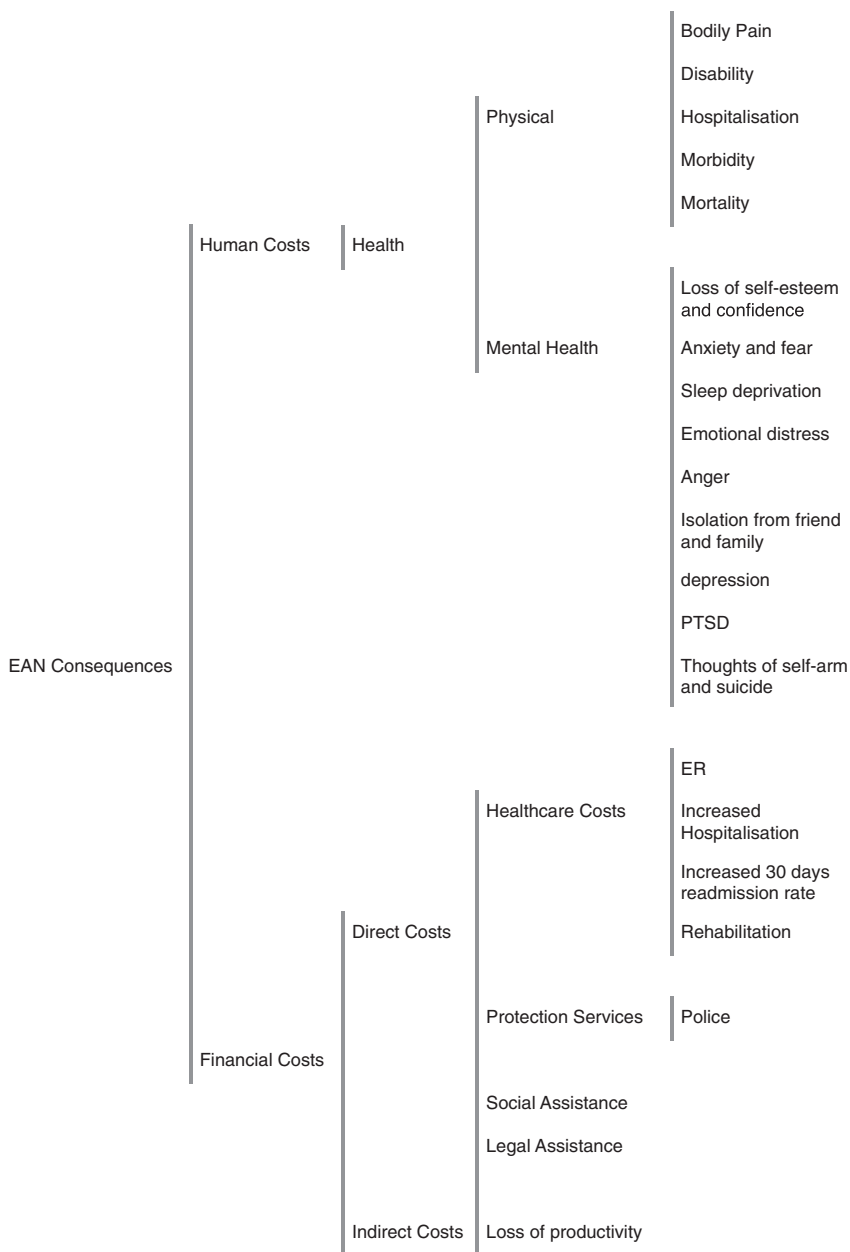 Bodily Pain
Disability
Physical
Hospitalisation
Morbidity
Mortality
Human Costs
Health
Loss of self-esteem
and confidence
Mental Health
Anxiety and fear
Sleep deprivation
Emotional distress
Anger
Isolation from friend
and family
depression
PTSD
EAN Consequences
Thoughts of self-arm
and suicide
ER
Healthcare Costs
Increased
Hospitalisation
Increased 30 days
readmission rate
Direct Costs
Rehabilitation
Protection Services
Police
Financial Costs
Social Assistance
Legal Assistance
Indirect Costs
Loss of productivity